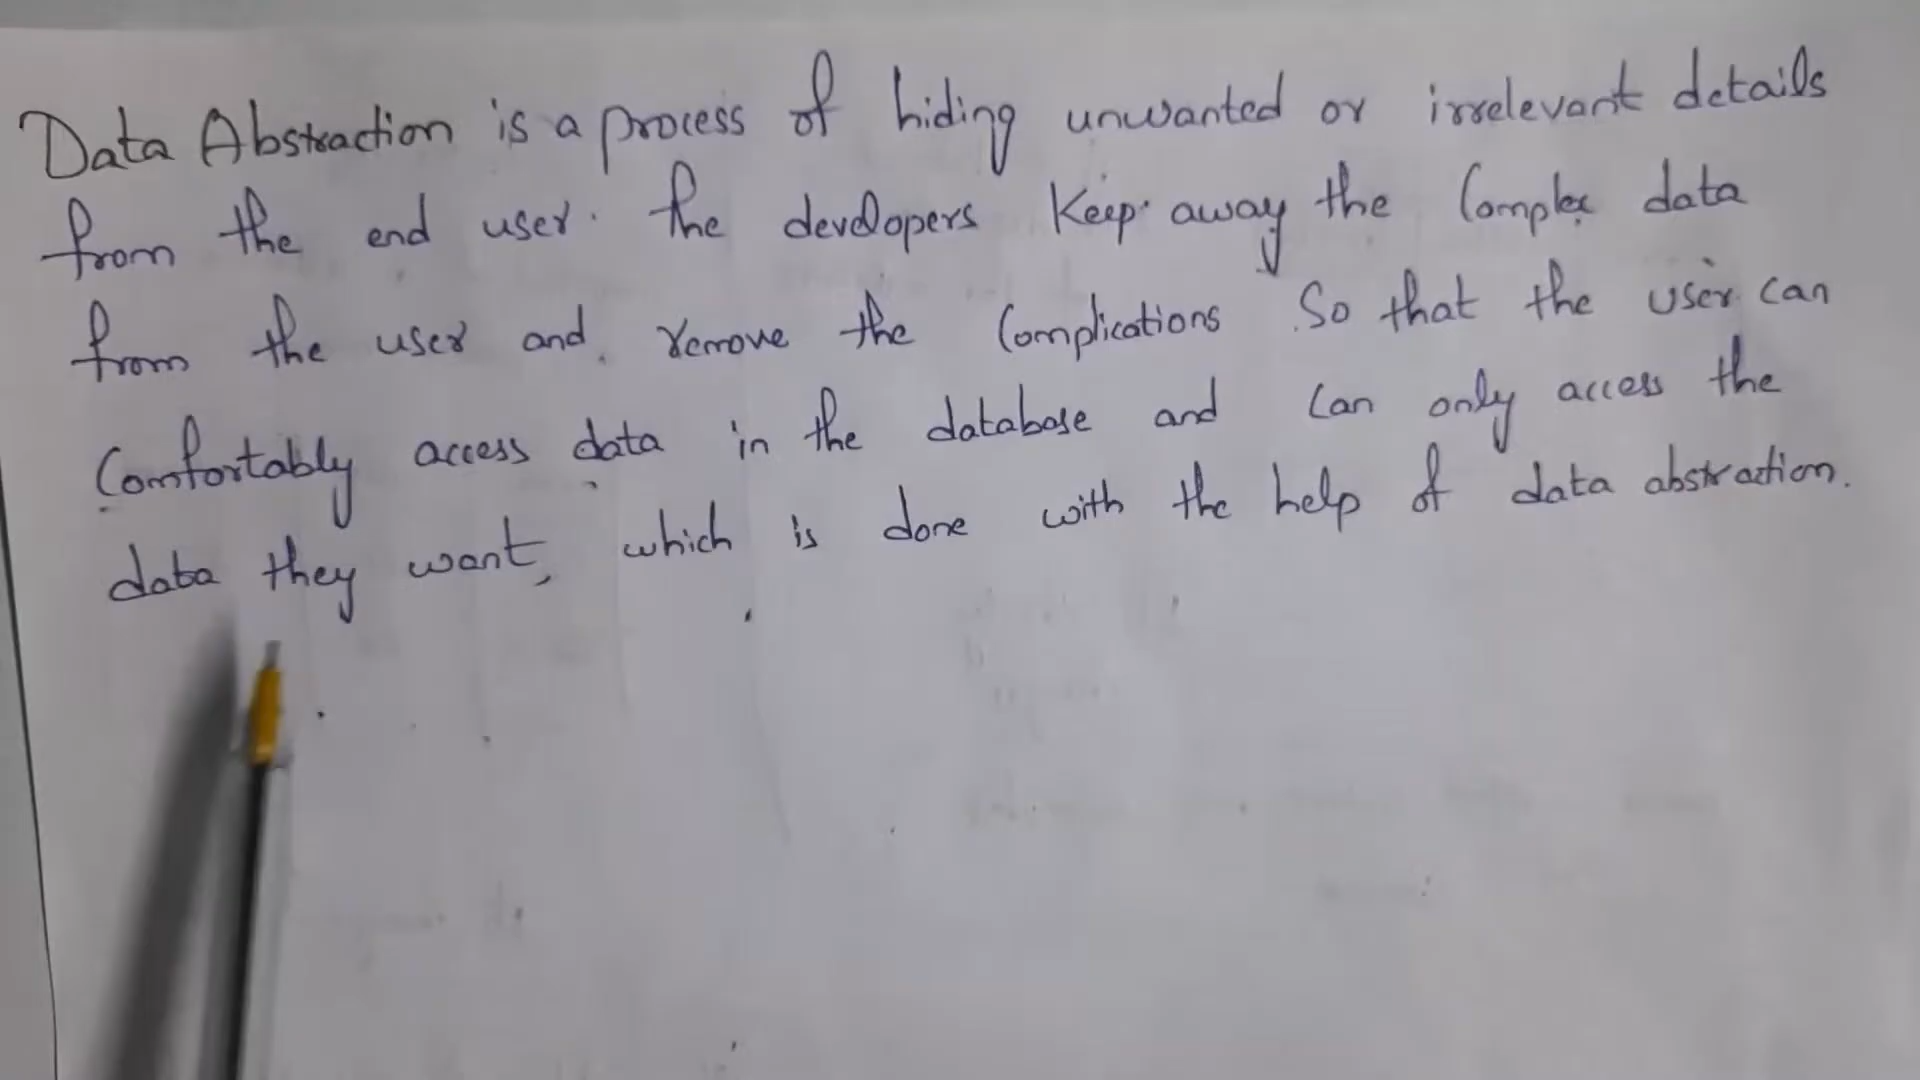 Data Abstraction is a process of hiding unwanted or irrelevant details
from the end user. the developers Keep away the Complex data
from the user and remove the Complications So that the user can
Comfortably access data in the database and can only access the
data they want, which is done with the help of data abstraction.